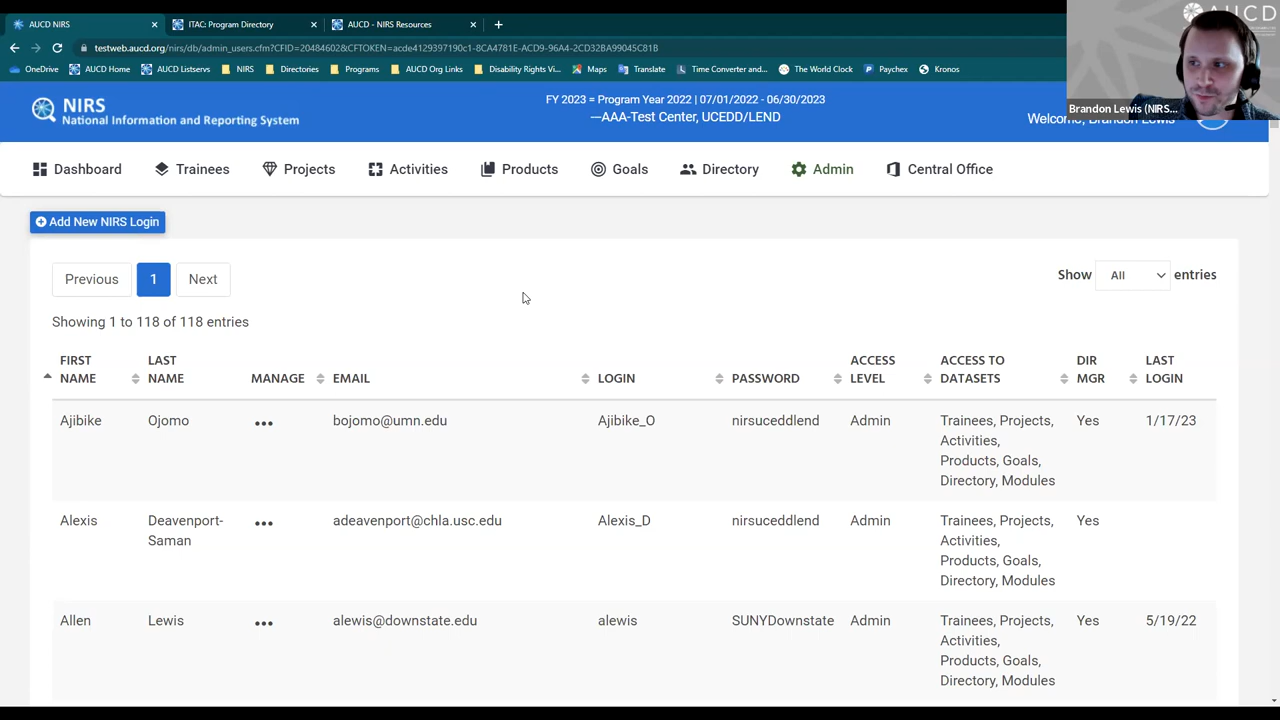 AUCD NIRS
ITAC: Program Directory
AUCD - NIRS Resources
AUCD
testweb.aucd.org/nirs/db/admin_users.cfm?CFID=20484602&CFTOKEN=acde4129397190c1-8CA4781E-ACD9-96A4-2CD32BA99045C81B
OneDrive AUCD Home AUCD Listservs NIRS Directories Programs AUCD Org Links Disability Rights Vi... Maps Translate Time Converter and... The World Clock Paychex Kronos
Brandon Lewis (NIRS...
NIRS
National Information and Reporting System
FY 2023 = Program Year 2022 | 07/01/2022 - 06/30/2023
—AAA-Test Center, UCEDD/LEND
Welcome, Brandon Lewis
Dashboard Trainees Projects Activities Products Goals Directory Admin Central Office
Add New NIRS Login
Previous 1 Next
Show All entries
Showing 1 to 118 of 118 entries
FIRST NAME
LAST NAME
MANAGE
EMAIL
LOGIN
PASSWORD
ACCESS LEVEL
ACCESS TO DATASETS
DIR MGR
LAST LOGIN
Ajibike Ojomo bojomo@umn.edu Ajibike_O nirsuceddlend Admin Trainees, Projects, Yes 1/17/23
Activities,
Products, Goals,
Directory, Modules
Alexis Deavenport- adeavenport@chla.usc.edu Alexis_D nirsuceddlend Admin Trainees, Projects, Yes
Saman Activities,
Products, Goals,
Directory, Modules
Allen Lewis alewis@downstate.edu alewis SUNYDownstate Admin Trainees, Projects, Yes 5/19/22
Activities,
Products, Goals,
Directory, Modules